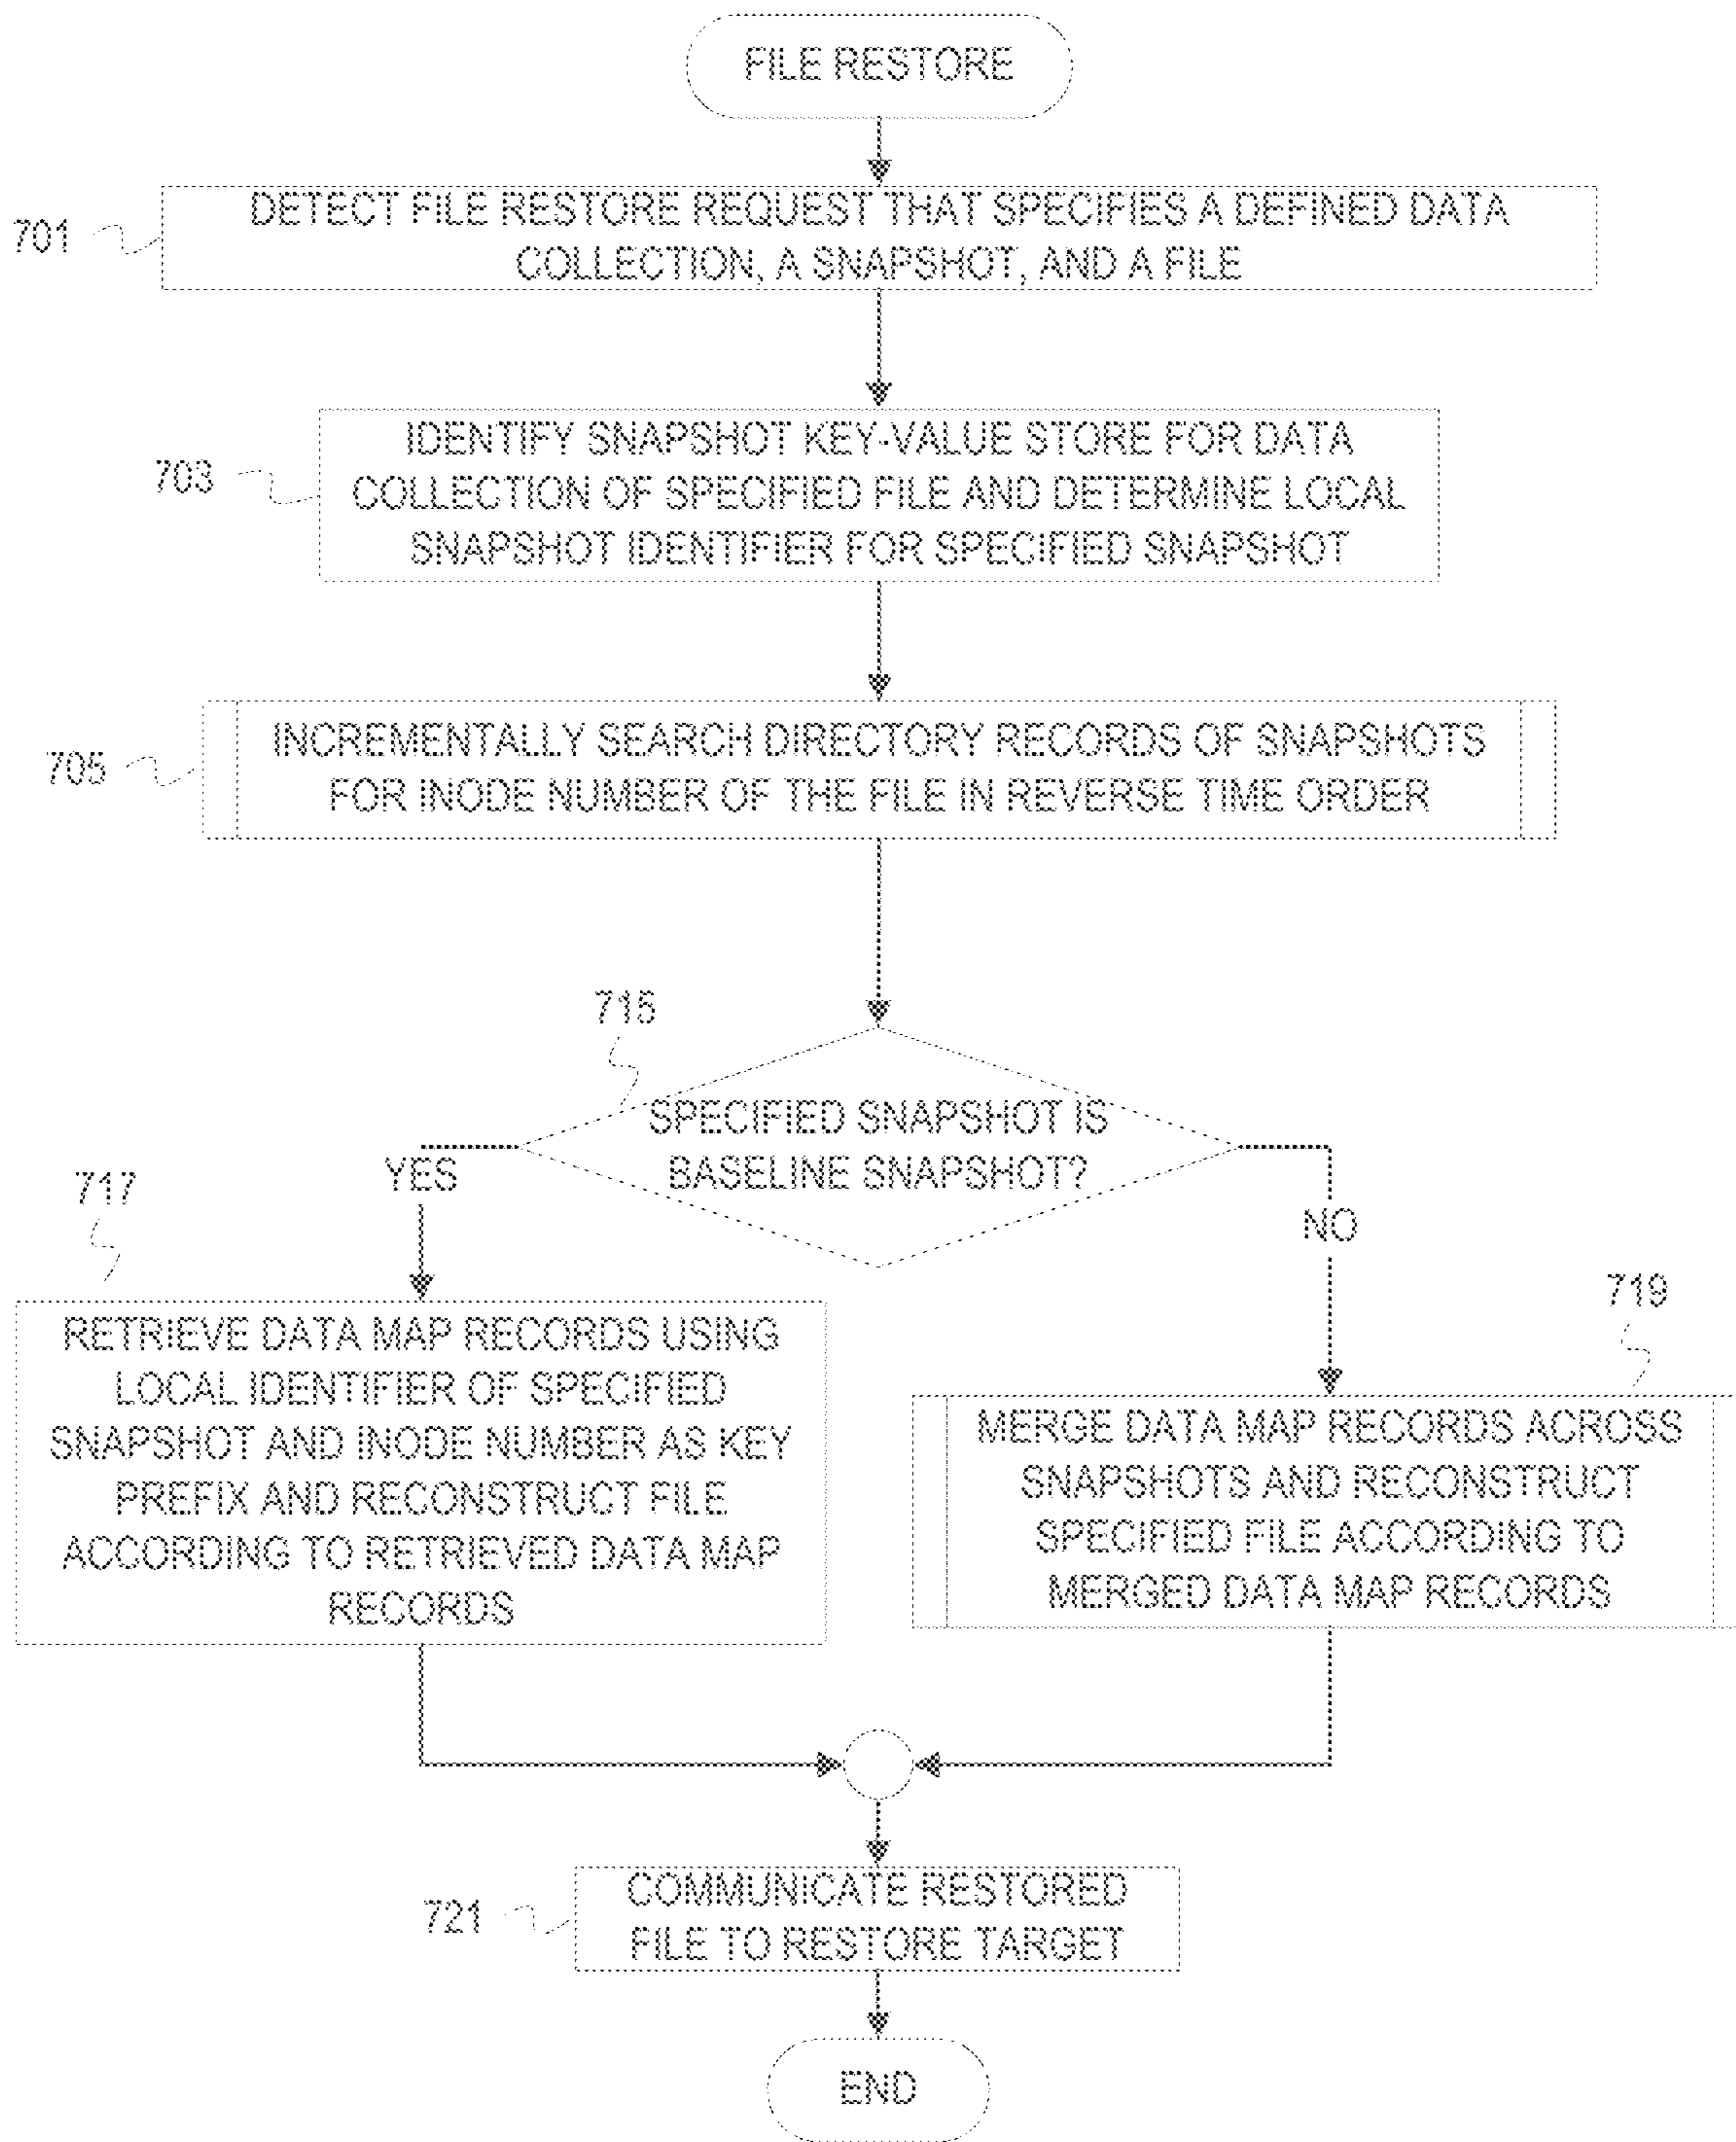 FILE RESTORE
701
DETECT FILE RESTORE REQUEST THAT SPECIFIES A DEFINED DATA
COLLECTION, A SNAPSHOT, AND A FILE
703
IDENTIFY SNAPSHOT KEY-VALUE STORE FOR DATA
COLLECTION OF SPECIFIED FILE AND DETERMINE LOCAL
SNAPSHOT IDENTIFIER FOR SPECIFIED SNAPSHOT
705
INCREMENTALLY SEARCH DIRECTORY RECORDS OF SNAPSHOTS
FOR INODE NUMBER OF THE FILE IN REVERSE TIME ORDER
715
SPECIFIED SNAPSHOT IS
BASELINE SNAPSHOT?
YES
NO
717
RETRIEVE DATA MAP RECORDS USING
LOCAL IDENTIFIER OF SPECIFIED
SNAPSHOT AND INODE NUMBER AS KEY
PREFIX AND RECONSTRUCT FILE
ACCORDING TO RETRIEVED DATA MAP
RECORDS
719
MERGE DATA MAP RECORDS ACROSS
SNAPSHOTS AND RECONSTRUCT
SPECIFIED FILE ACCORDING TO
MERGED DATA MAP RECORDS
721
COMMUNICATE RESTORED
FILE TO RESTORE TARGET
END